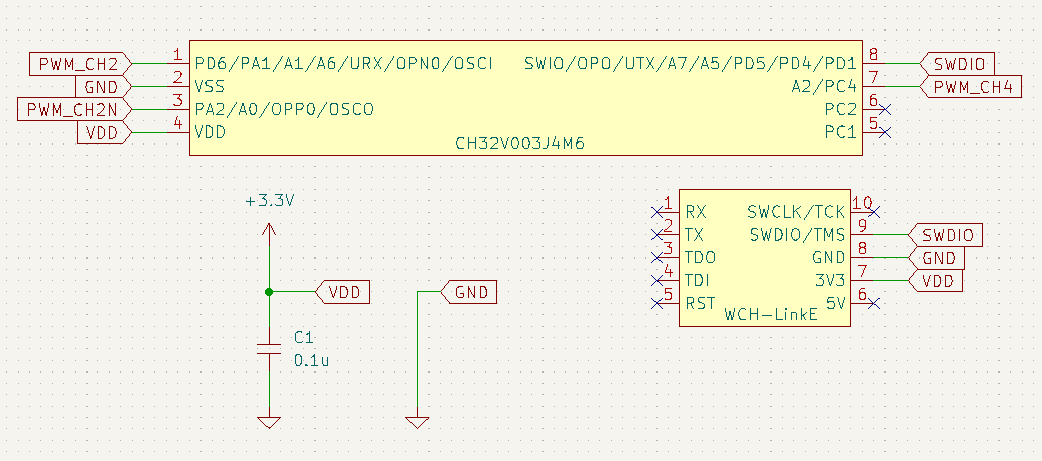 PWM_CH2 1 PD6/PA1/A1/A6/URX/OPN0/OSCI SWIO/OPO/UTX/A7/A5/PD5/PD4/PD1 8 SWDIO
GND 2 VSS A2/PC4 7 PWM_CH4
PWM_CH2N 3 PA2/A0/OPP0/OSCO PC2 6
VDD 4 VDD PC1 5
CH32V003J4M6
+3.3V
VDD
GND
C1
0.1u
1 RX SWCLK/TCK 10
2 TX SWDIO/TMS 9 SWDIO
3 TDO GND 8 GND
4 TDI 3V3 7 VDD
5 RST 5V 6
WCH-LinkE